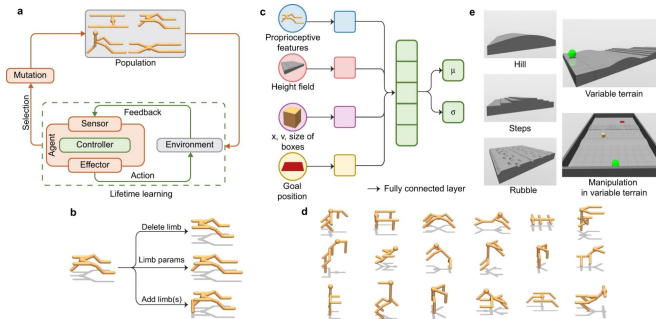 a
Population
Mutation
Selection
Feedback
Sensor
Agent
Controller
Environment
Effector
Action
Lifetime learning
b
Delete limb
Limb params
Add limb(s)
c
Proprioceptive
features
Height field
x, v, size of
boxes
Goal
position
μ
σ
Fully connected layer
d
e
Hill
Steps
Rubble
Variable terrain
Manipulation
in variable terrain